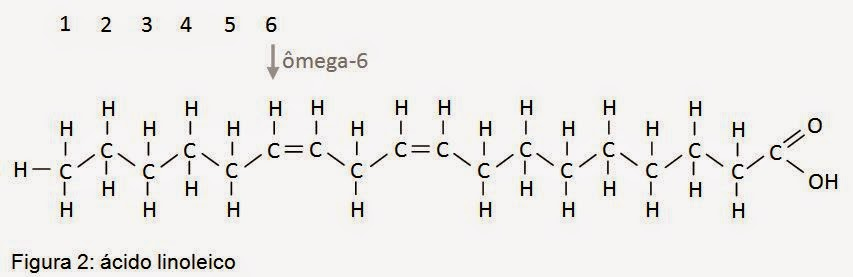 1 2 3 4 5 6
ômega-6
H H H H H H H H H
H H H H H H H H O
C C C=C C=C C C C C
H—C C C C C C C C OH
H H H H H
H H H H H H H H
Figura 2: ácido linoleico